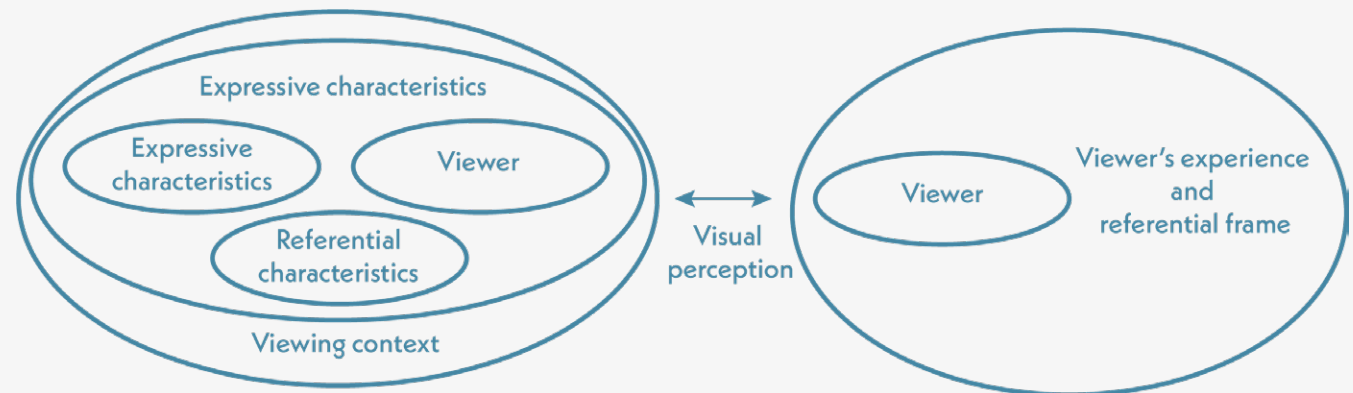 Expressive characteristics
Expressive
characteristics
Viewer
Referential
characteristics
Viewing context
Visual
perception
Viewer
Viewer's experience
and
referential frame